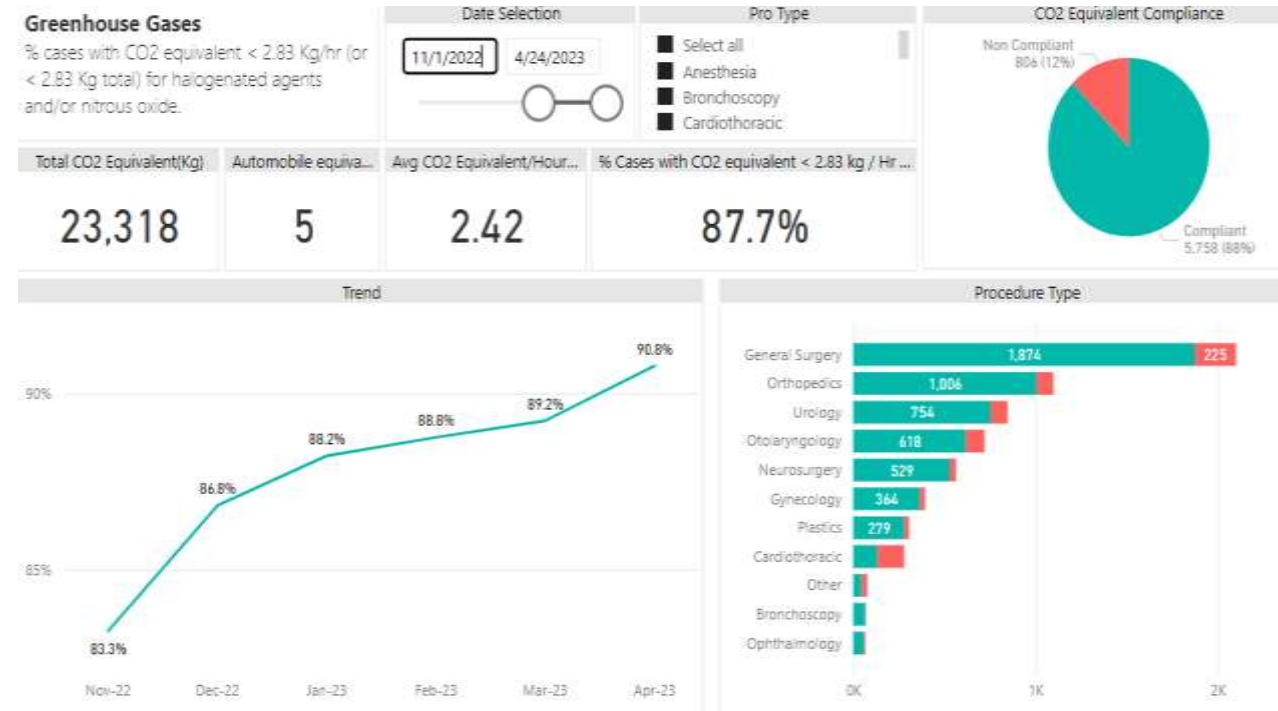 Greenhouse Gases
% cases with CO2 equivalent < 2.83 Kg/hr (or
< 2.83 Kg total) for halogenated agents
and/or nitrous oxide.
Date Selection
11/1/2022
4/24/2023
Pro Type
Select all
Anesthesia
Bronchoscopy
Cardiothoracic
CO2 Equivalent Compliance
Non Compliant
806 (12%)
Compliant
5,758 (88%)
Total CO2 Equivalent(Kg)
23,318
Automobile equiva...
5
Avg CO2 Equivalent/Hour...
2.42
% Cases with CO2 equivalent < 2.83 kg / Hr ...
87.7%
Trend
90%
85%
83.3%
86.8%
88.2%
88.8%
89.2%
90.8%
Nov-22
Dec-22
Jan-23
Feb-23
Mar-23
Apr-23
Procedure Type
General Surgery
1,874
225
Orthopedics
1,006
Urology
754
Otolaryngology
618
Neurosurgery
529
Gynecology
364
Plastics
279
Cardiothoracic
Other
Bronchoscopy
Ophthalmology
0K
1K
2K